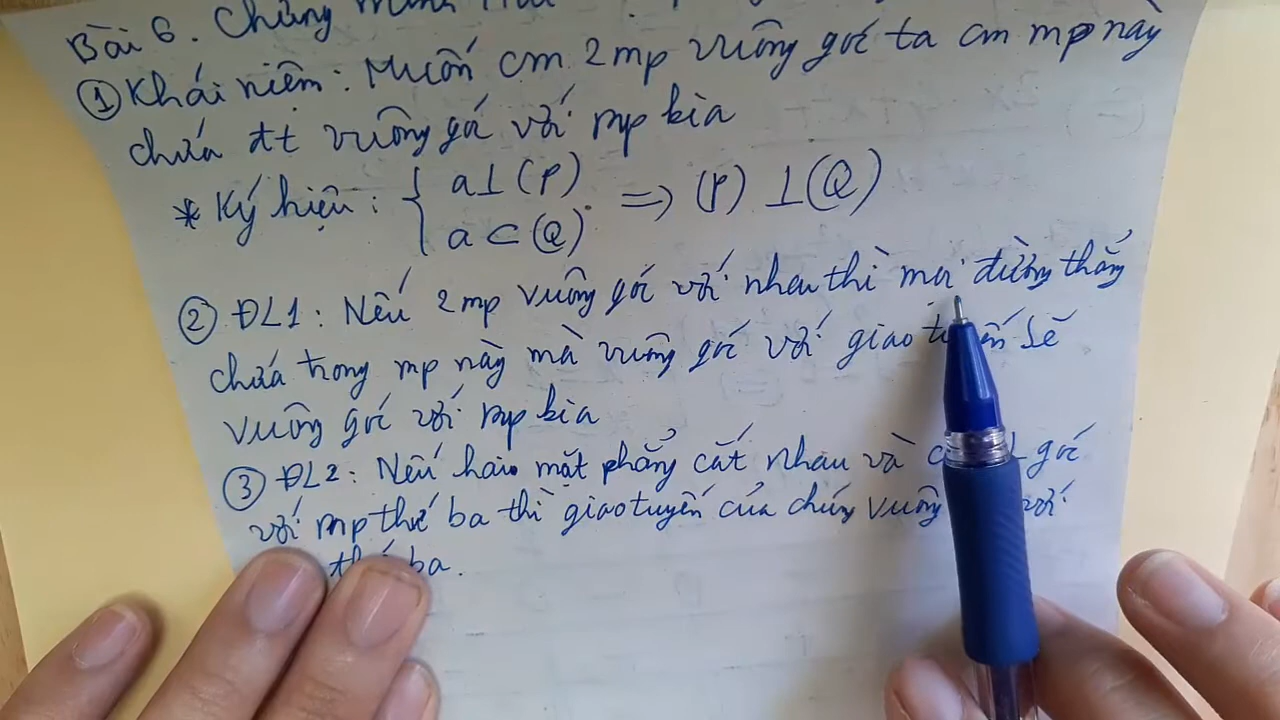 Bài 6. Chứng minh
① Khái niệm: Muốn cm 2mp vuông góc ta cm mp này
chứa đt vuông góc với mp kia
* Ký hiệu: { a⊥(P) => (P) ⊥(Q)
a⊂(Q)
② ĐL1: Nếu 2mp vuông góc với nhau thì mọi đường thẳng
chứa trong mp này mà vuông góc với giao tuyến sẽ
vuông góc với mp kia
③ ĐL2: Nếu hai mặt phẳng cắt nhau và góc
với mp thứ ba thì giao tuyến của chúng vuông với
thứ ba.